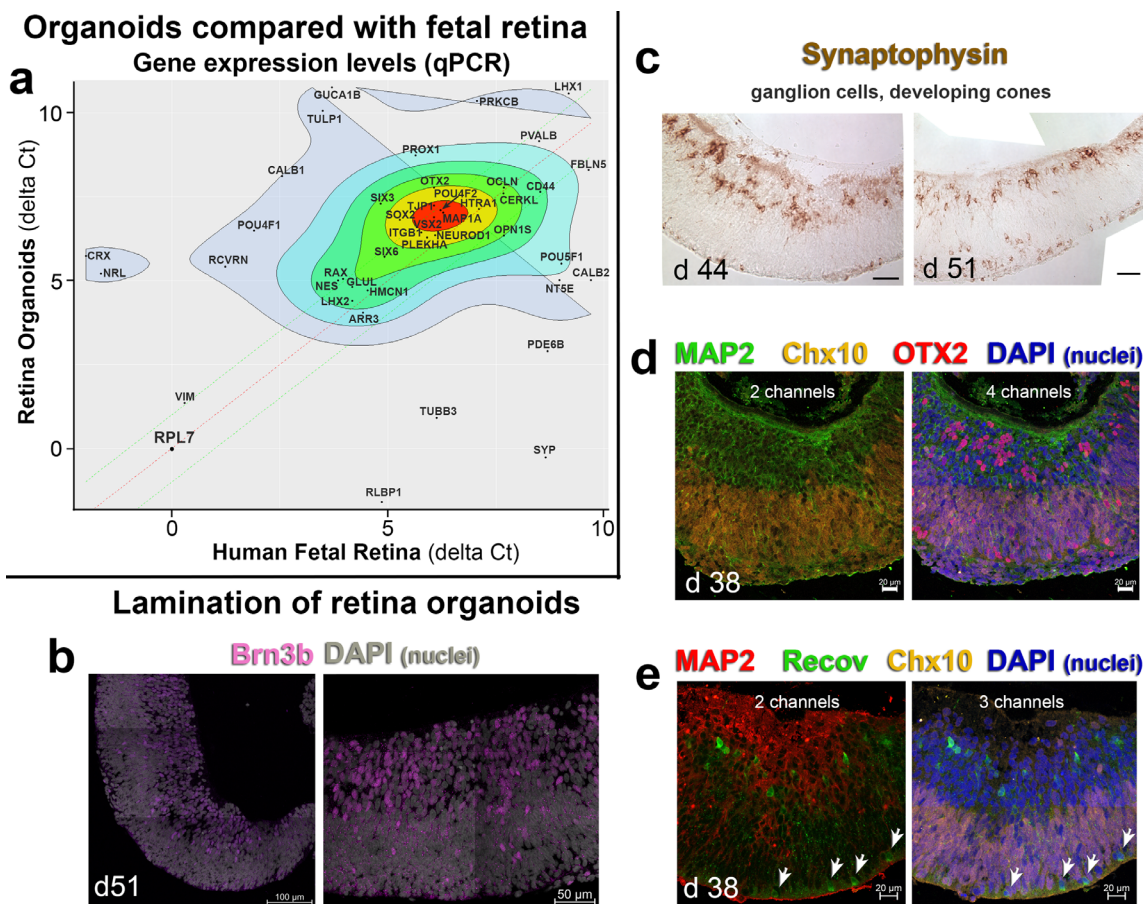 Organoids compared with fetal retina
Gene expression levels (qPCR)
a
Retina Organoids (delta Ct)
10
5
0
0
5
10
Human Fetal Retina (delta Ct)
GUCA1B
TULP1
PRKCB
LHX1
PVALB
PROX1
FBLN5
CALB1
OTX2
OCLN
CD44
SIX3
POU4F2
CERKL
TJP1
HTRA1
SOX2
MAP1A
VSX2
POU4F1
ITGB1
NEUROD1
OPN1S
PLEKHA
SIX6
CRX
NRL
RCVRN
POU5F1
RAX
CALB2
NES
GLUL
HMCN1
NT5E
LHX2
ARR3
PDE6B
VIM
TUBB3
RPL7
SYP
RLBP1
Lamination of retina organoids
b
Brn3b DAPI (nuclei)
d51
100 µm
50 µm
c
Synaptophysin
ganglion cells, developing cones
d 44
d 51
d
MAP2 Chx10 OTX2 DAPI (nuclei)
2 channels
4 channels
d 38
20 µm
20 µm
e
MAP2 Recov Chx10 DAPI (nuclei)
2 channels
3 channels
d 38
20 µm
20 µm